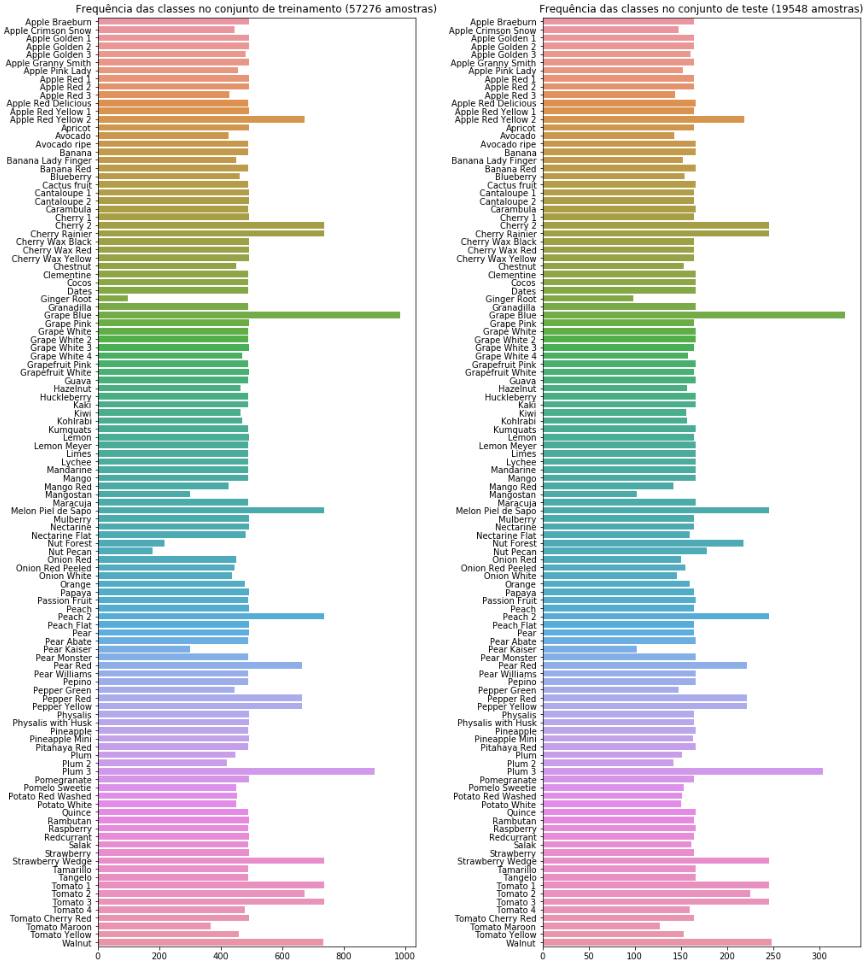 Frequência das classes no conjunto de treinamento (57276 amostras)
Apple Braeburn
Apple Crimson Snow
Apple Golden 1
Apple Golden 2
Apple Golden 3
Apple Granny Smith
Apple Pink Lady
Apple Red 1
Apple Red 2
Apple Red 3
Apple Red Delicious
Apple Red Yellow 1
Apple Red Yellow 2
Apricot
Avocado
Avocado ripe
Banana
Banana Lady Finger
Banana Red
Blueberry
Cactus fruit
Cantaloupe 1
Cantaloupe 2
Carambula
Cherry 1
Cherry 2
Cherry Rainier
Cherry Wax Black
Cherry Wax Red
Cherry Wax Yellow
Chestnut
Clementine
Cocos
Dates
Ginger Root
Granadilla
Grape Blue
Grape Pink
Grape White
Grape White 2
Grape White 3
Grape White 4
Grapefruit Pink
Grapefruit White
Guava
Hazelnut
Huckleberry
Kaki
Kiwi
Kohlrabi
Kumquats
Lemon
Lemon Meyer
Limes
Lychee
Mandarine
Mango
Mango Red
Mangostan
Maracuja
Melon Piel de Sapo
Mulberry
Nectarine
Nectarine Flat
Nut Forest
Nut Pecan
Onion Red
Onion Red Peeled
Onion White
Orange
Papaya
Passion Fruit
Peach
Peach 2
Peach Flat
Pear
Pear Abate
Pear Kaiser
Pear Monster
Pear Red
Pear Williams
Pepino
Pepper Green
Pepper Red
Pepper Yellow
Physalis
Physalis with Husk
Pineapple
Pineapple Mini
Pitahaya Red
Plum
Plum 2
Plum 3
Pomegranate
Pomelo Sweetie
Potato Red Washed
Potato White
Quince
Rambutan
Raspberry
Redcurrant
Salak
Strawberry
Strawberry Wedge
Tamarillo
Tangelo
Tomato 1
Tomato 2
Tomato 3
Tomato 4
Tomato Cherry Red
Tomato Maroon
Tomato Yellow
Walnut
0 200 400 600 800 1000
Frequência das classes no conjunto de teste (19548 amostras)
Apple Braeburn
Apple Crimson Snow
Apple Golden 1
Apple Golden 2
Apple Golden 3
Apple Granny Smith
Apple Pink Lady
Apple Red 1
Apple Red 2
Apple Red 3
Apple Red Delicious
Apple Red Yellow 1
Apple Red Yellow 2
Apricot
Avocado
Avocado ripe
Banana
Banana Lady Finger
Banana Red
Blueberry
Cactus fruit
Cantaloupe 1
Cantaloupe 2
Carambula
Cherry 1
Cherry 2
Cherry Rainier
Cherry Wax Black
Cherry Wax Red
Cherry Wax Yellow
Chestnut
Clementine
Cocos
Dates
Ginger Root
Granadilla
Grape Blue
Grape Pink
Grape White
Grape White 2
Grape White 3
Grape White 4
Grapefruit Pink
Grapefruit White
Guava
Hazelnut
Huckleberry
Kaki
Kiwi
Kohlrabi
Kumquats
Lemon
Lemon Meyer
Limes
Lychee
Mandarine
Mango
Mango Red
Mangostan
Maracuja
Melon Piel de Sapo
Mulberry
Nectarine
Nectarine Flat
Nut Forest
Nut Pecan
Onion Red
Onion Red Peeled
Onion White
Orange
Papaya
Passion Fruit
Peach
Peach 2
Peach Flat
Pear
Pear Abate
Pear Kaiser
Pear Monster
Pear Red
Pear Williams
Pepino
Pepper Green
Pepper Red
Pepper Yellow
Physalis
Physalis with Husk
Pineapple
Pineapple Mini
Pitahaya Red
Plum
Plum 2
Plum 3
Pomegranate
Pomelo Sweetie
Potato Red Washed
Potato White
Quince
Rambutan
Raspberry
Redcurrant
Salak
Strawberry
Strawberry Wedge
Tamarillo
Tangelo
Tomato 1
Tomato 2
Tomato 3
Tomato 4
Tomato Cherry Red
Tomato Maroon
Tomato Yellow
Walnut
0 50 100 150 200 250 300